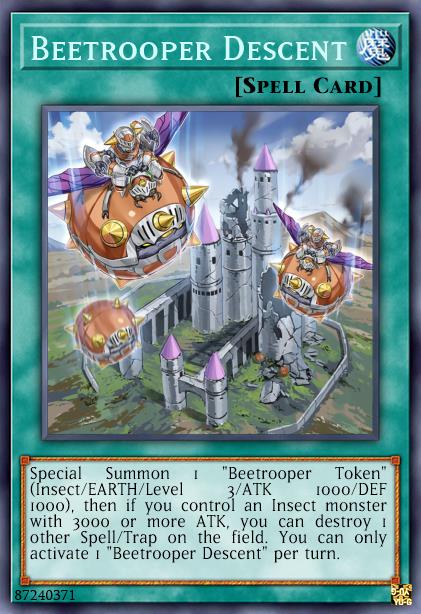 BEETROOPER DESCENT
魔
[SPELL CARD]
Special Summon 1 "Beetrooper Token"
(Insect/EARTH/Level 3/ATK 1000/DEF
1000), then if you control an Insect monster
with 3000 or more ATK, you can destroy 1
other Spell/Trap on the field. You can only
activate 1 "Beetrooper Descent" per turn.
87240371